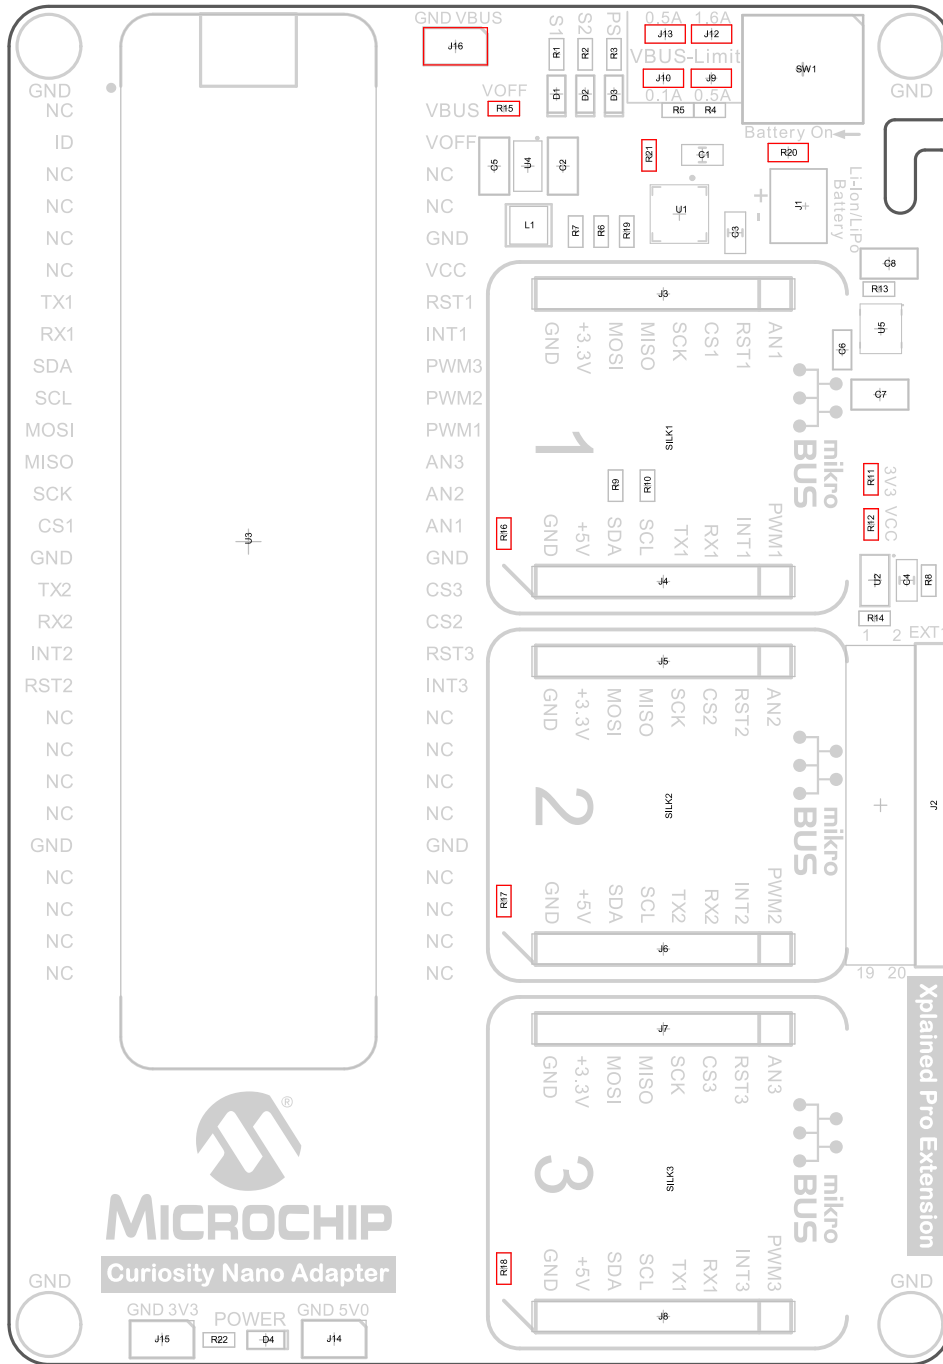 GND VBUS
J16
S1
S2
PS
R1
R2
R3
D1
D2
D3
0.5A 1.6A
J13
J12
VBUS-Limit
J10
J9
0.1A 0.5A
R5
R4
SW1
Battery On
GND
GND
VOFF
R15
R21
C1
R20
C5
U4
C2
L1
R7
R6
R19
U1
C3
+
-
J1
Li-Ion/LiPo
Battery
C8
R13
U5
C6
C7
NC
ID
NC
NC
NC
NC
TX1
RX1
SDA
SCL
MOSI
MISO
SCK
CS1
GND
TX2
RX2
INT2
RST2
NC
NC
NC
NC
GND
NC
NC
NC
NC
U3
VBUS
VOFF
NC
NC
GND
VCC
RST1
INT1
PWM3
PWM2
PWM1
AN3
AN2
AN1
GND
CS3
CS2
RST3
INT3
NC
NC
NC
NC
GND
NC
NC
NC
NC
J3
GND
+3.3V
MOSI
MISO
SCK
CS1
RST1
AN1
1
SILK1
mikro
BUS
R9
R10
R16
GND
+5V
SDA
SCL
TX1
RX1
INT1
PWM1
J4
R11
3V3
R12
VCC
U2
C4
R8
R14
1 2 EXT1
J2
19 20
Xplained Pro Extension
J5
GND
+3.3V
MOSI
MISO
SCK
CS2
RST2
AN2
2
SILK2
mikro
BUS
R17
GND
+5V
SDA
SCL
TX2
RX2
INT2
PWM2
J6
J7
GND
+3.3V
MOSI
MISO
SCK
CS3
RST3
AN3
3
SILK3
mikro
BUS
R18
GND
+5V
SDA
SCL
TX1
RX1
INT3
PWM3
J8
®
MICROCHIP
Curiosity Nano Adapter
GND
GND
GND 3V3
J15
POWER
R22
D4
GND 5V0
J14